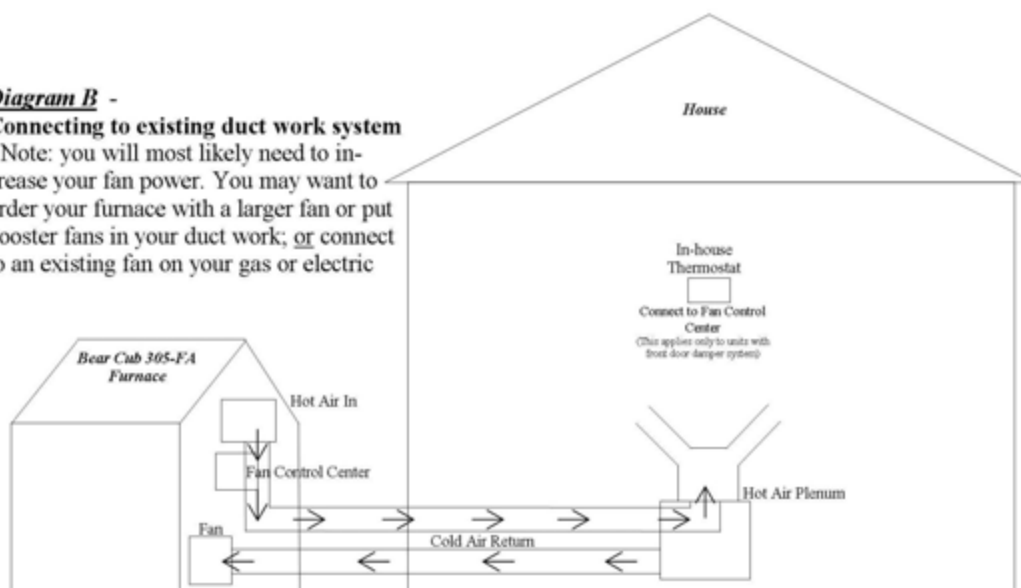 Diagram B -
Connecting to existing duct work system
Note: you will most likely need to in-
crease your fan power. You may want to
order your furnace with a larger fan or put
booster fans in your duct work; or connect
to an existing fan on your gas or electric
House
In-house
Thermostat
Connect to Fan Control
Center
(This applies only to units with
front door damper system)
Bear Cub 305-FA
Furnace
Hot Air In
Fan Control Center
Hot Air Plenum
Fan
Cold Air Return